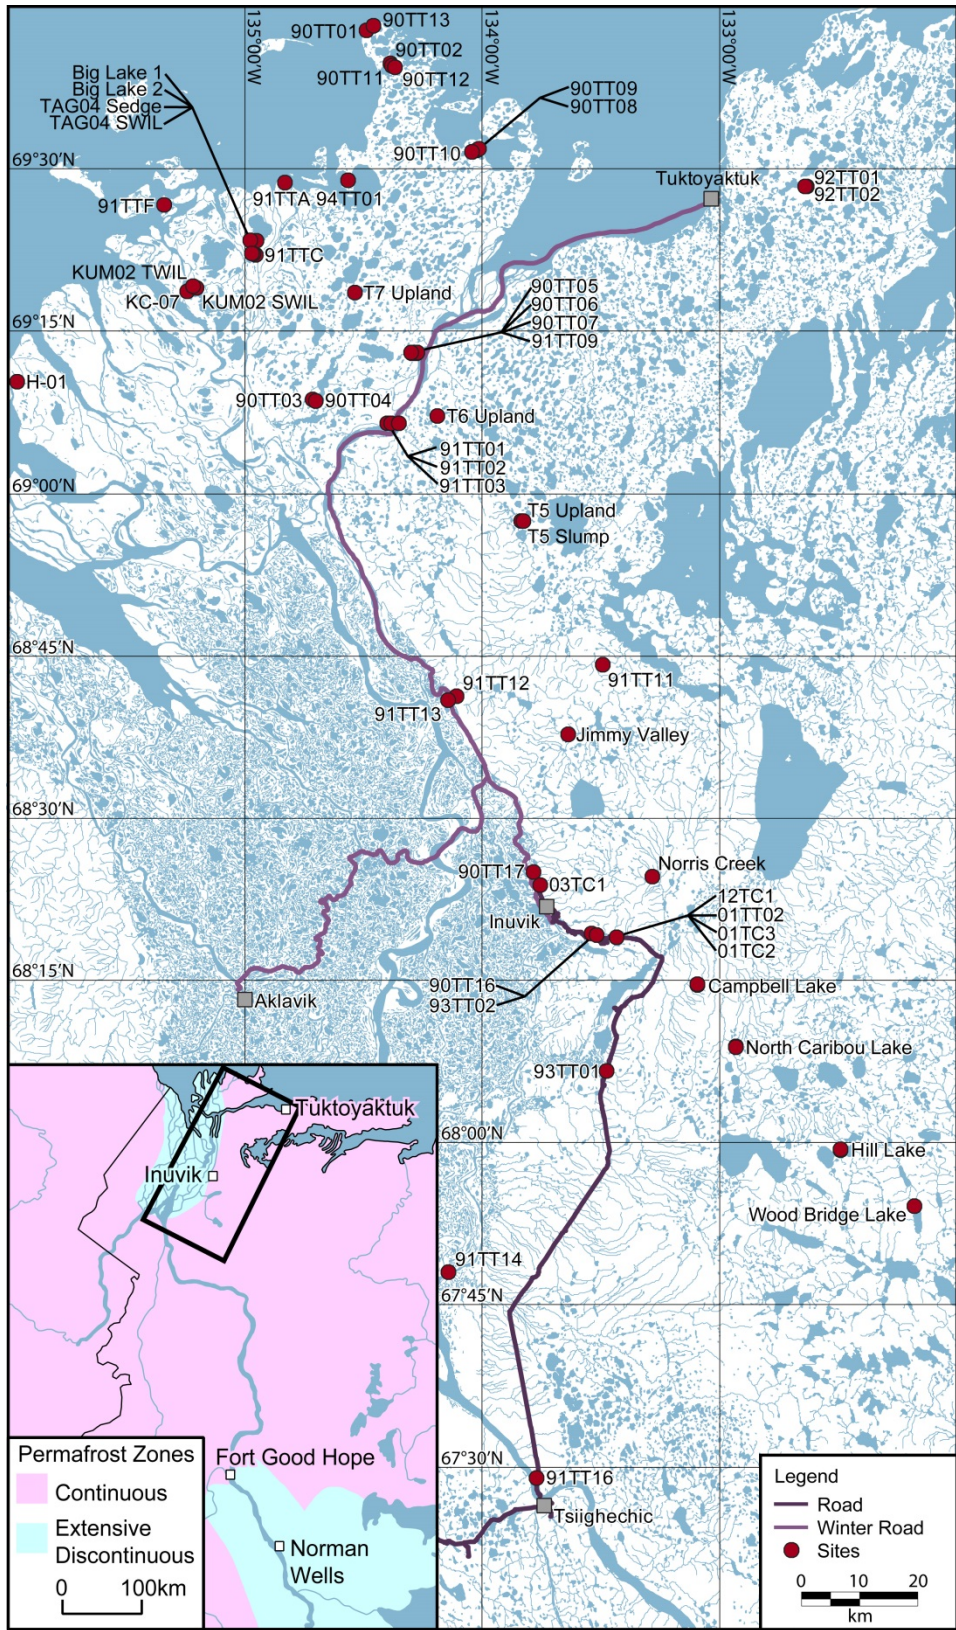 90TT13
90TT01
135°00'W
134°00'W
133°00'W
90TT02
90TT11
90TT12
Big Lake 1
Big Lake 2
TAG04 Sedge
TAG04 SWIL
90TT09
90TT08
90TT10
69°30'N
Tuktoyaktuk
92TT01
92TT02
91TTA
94TT01
91TTF
91TTC
KUM02 TWIL
KC-07
KUM02 SWIL
T7 Upland
90TT05
90TT06
90TT07
91TT09
69°15'N
H-01
90TT03
90TT04
T6 Upland
91TT01
91TT02
91TT03
69°00'N
T5 Upland
T5 Slump
68°45'N
91TT12
91TT11
91TT13
Jimmy Valley
68°30'N
90TT17
03TC1
Norris Creek
Inuvik
12TC1
01TT02
01TC3
01TC2
68°15'N
90TT16
93TT02
Aklavik
Campbell Lake
North Caribou Lake
93TT01
68°00'N
Hill Lake
Wood Bridge Lake
91TT14
67°45'N
67°30'N
91TT16
Tsiighechic
Tuktoyaktuk
Inuvik
Fort Good Hope
Norman
Wells
Permafrost Zones
Continuous
Extensive
Discontinuous
0 100km
Legend
Road
Winter Road
Sites
0 10 20
km